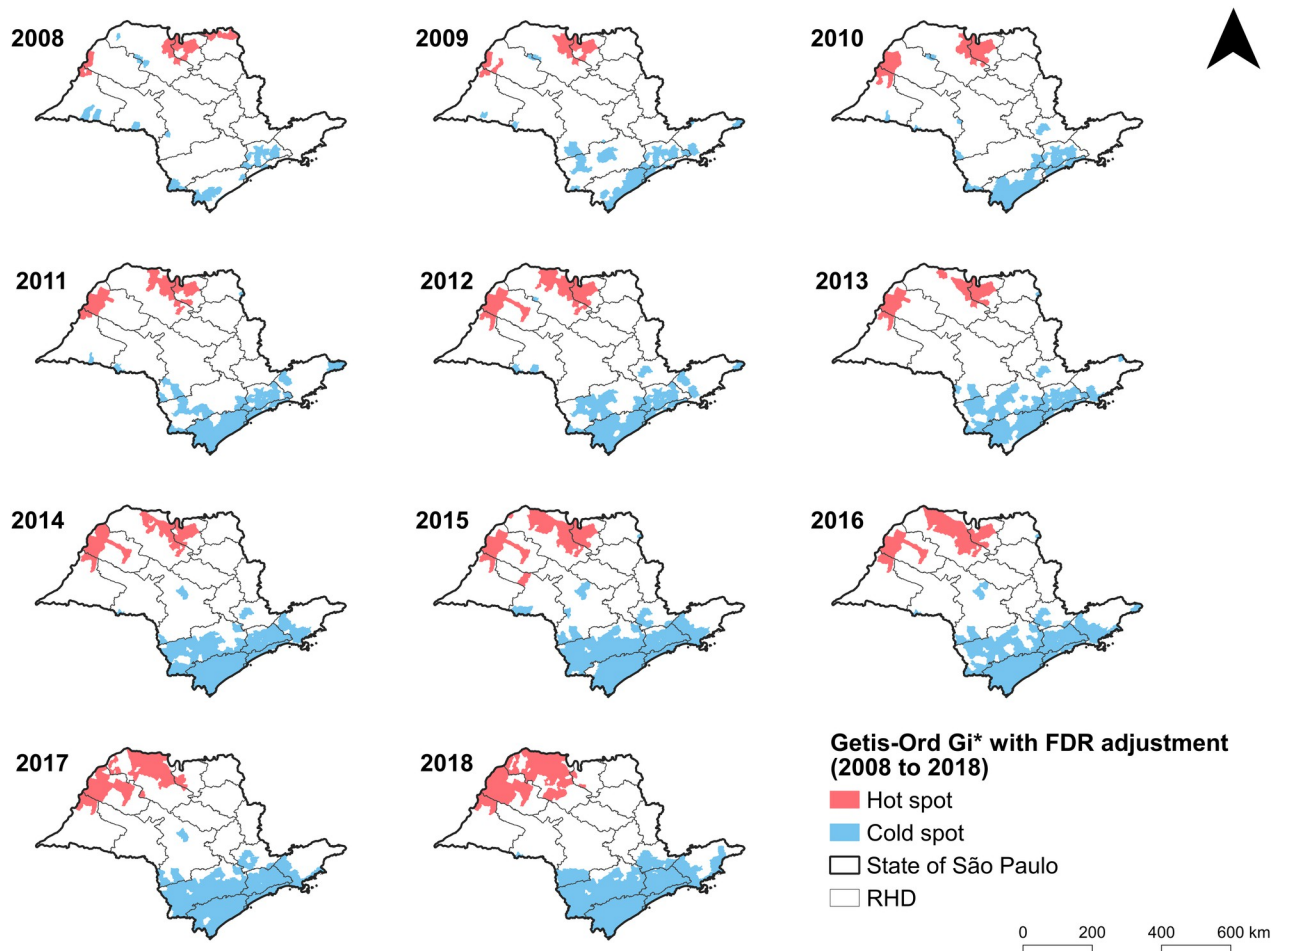 2008
2009
2010
2011
2012
2013
2014
2015
2016
2017
2018
Getis-Ord Gi* with FDR adjustment
(2008 to 2018)
Hot spot
Cold spot
State of São Paulo
RHD
0 200 400 600 km